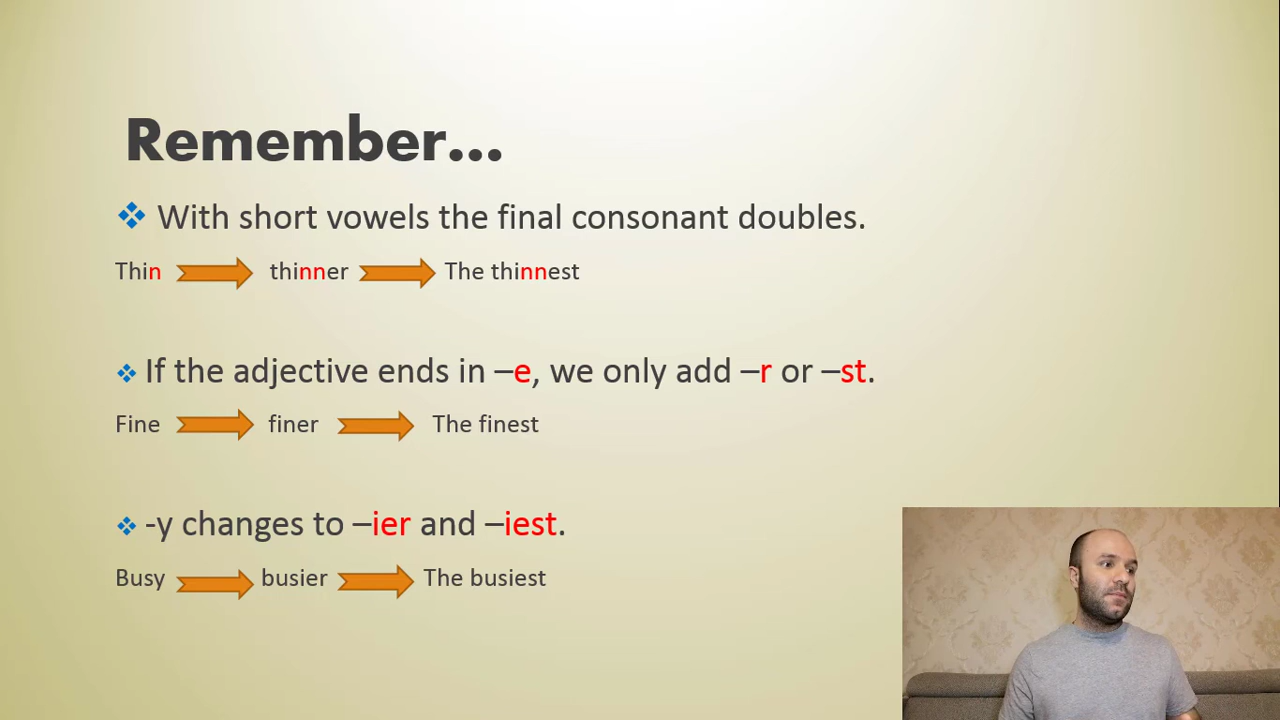 Remember...
With short vowels the final consonant doubles.
Thin thinner The thinnest
If the adjective ends in –e, we only add –r or –st.
Fine finer The finest
-y changes to –ier and –iest.
Busy busier The busiest